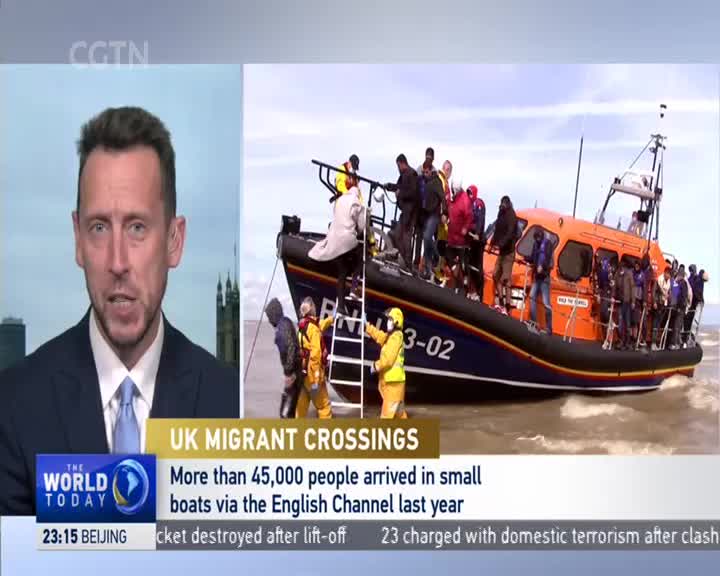 CGTN
RNLI 13-02
UK MIGRANT CROSSINGS
More than 45,000 people arrived in small
boats via the English Channel last year
THE
WORLD
TODAY
23:15 BEIJING
cket destroyed after lift-off 23 charged with domestic terrorism after clash